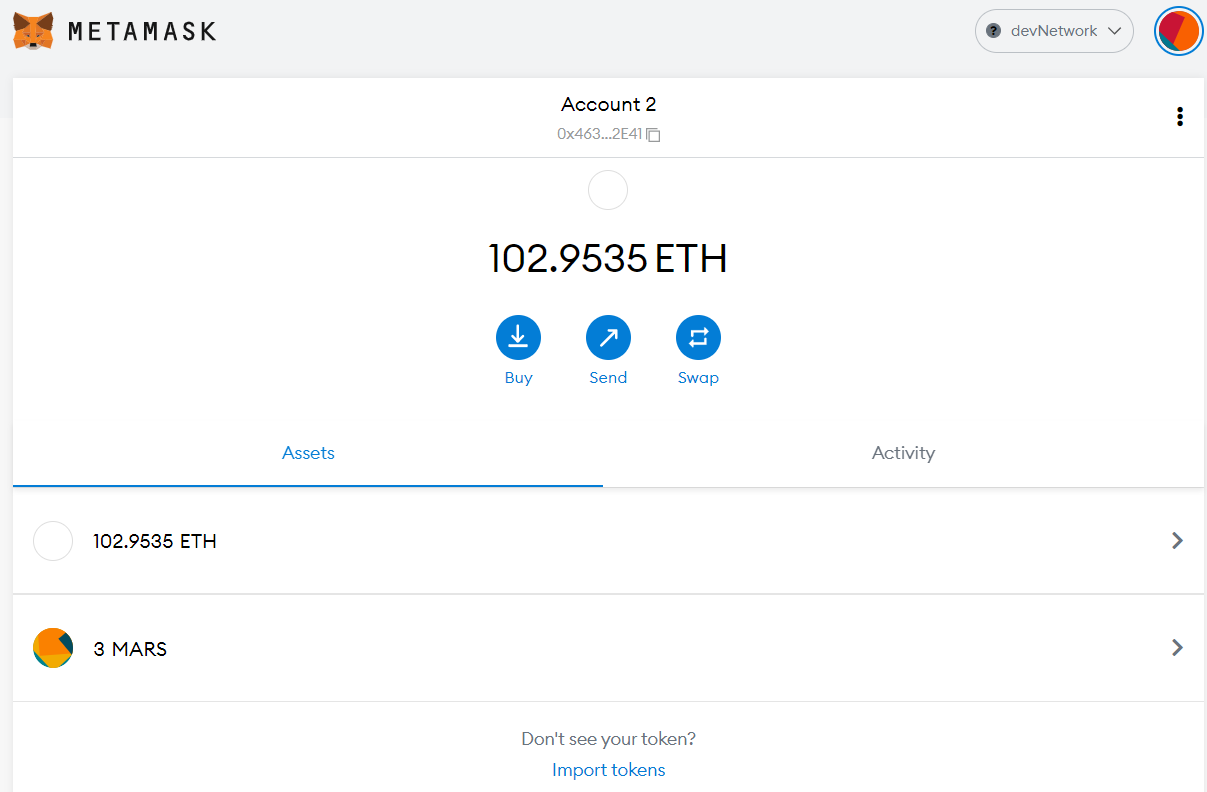 METAMASK
? devNetwork
Account 2
0x463...2E41
102.9535 ETH
Buy Send Swap
Assets Activity
102.9535 ETH
3 MARS
Don't see your token?
Import tokens